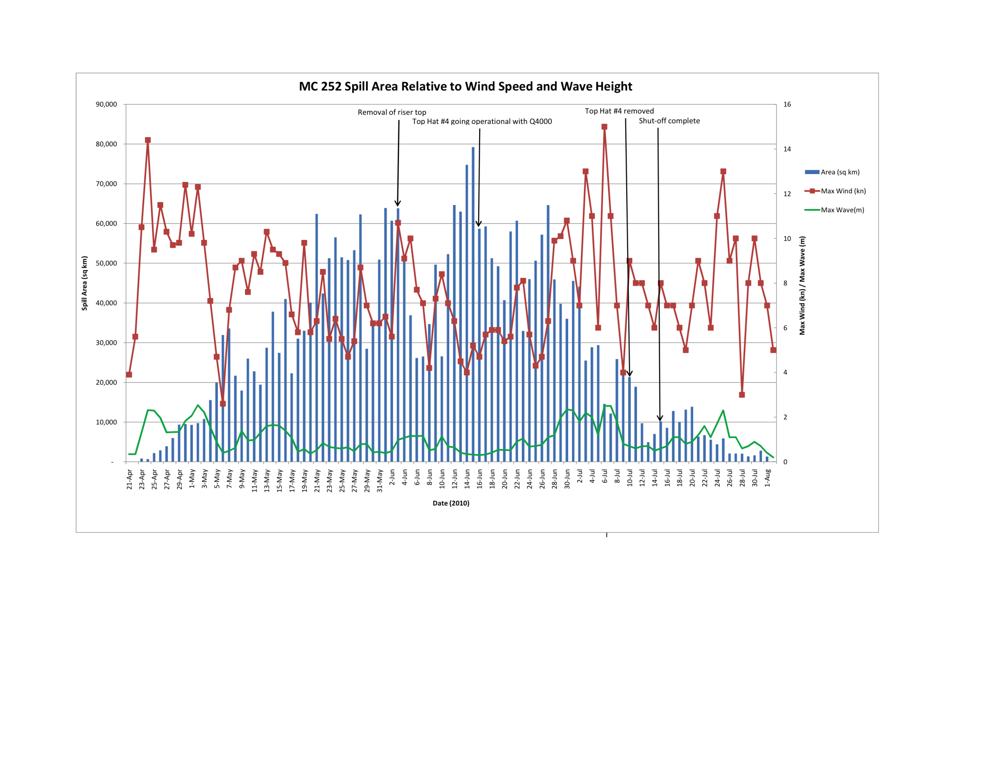 MC 252 Spill Area Relative to Wind Speed and Wave Height
90,000
80,000
70,000
60,000
50,000
40,000
30,000
20,000
10,000
-
Spill Area (sq km)
Removal of riser top
Top Hat #4 going operational with Q4000
Top Hat #4 removed
Shut-off complete
16
14
12
10
8
6
4
2
0
Max Wind (kn) / Max Wave (m)
Area (sq km)
Max Wind (kn)
Max Wave(m)
21-Apr
23-Apr
25-Apr
27-Apr
29-Apr
1-May
3-May
5-May
7-May
9-May
11-May
13-May
15-May
17-May
19-May
21-May
23-May
25-May
27-May
29-May
31-May
2-Jun
4-Jun
6-Jun
8-Jun
10-Jun
12-Jun
14-Jun
16-Jun
18-Jun
20-Jun
22-Jun
24-Jun
26-Jun
28-Jun
30-Jun
2-Jul
4-Jul
6-Jul
8-Jul
10-Jul
12-Jul
14-Jul
16-Jul
18-Jul
20-Jul
22-Jul
24-Jul
26-Jul
28-Jul
30-Jul
1-Aug
Date (2010)